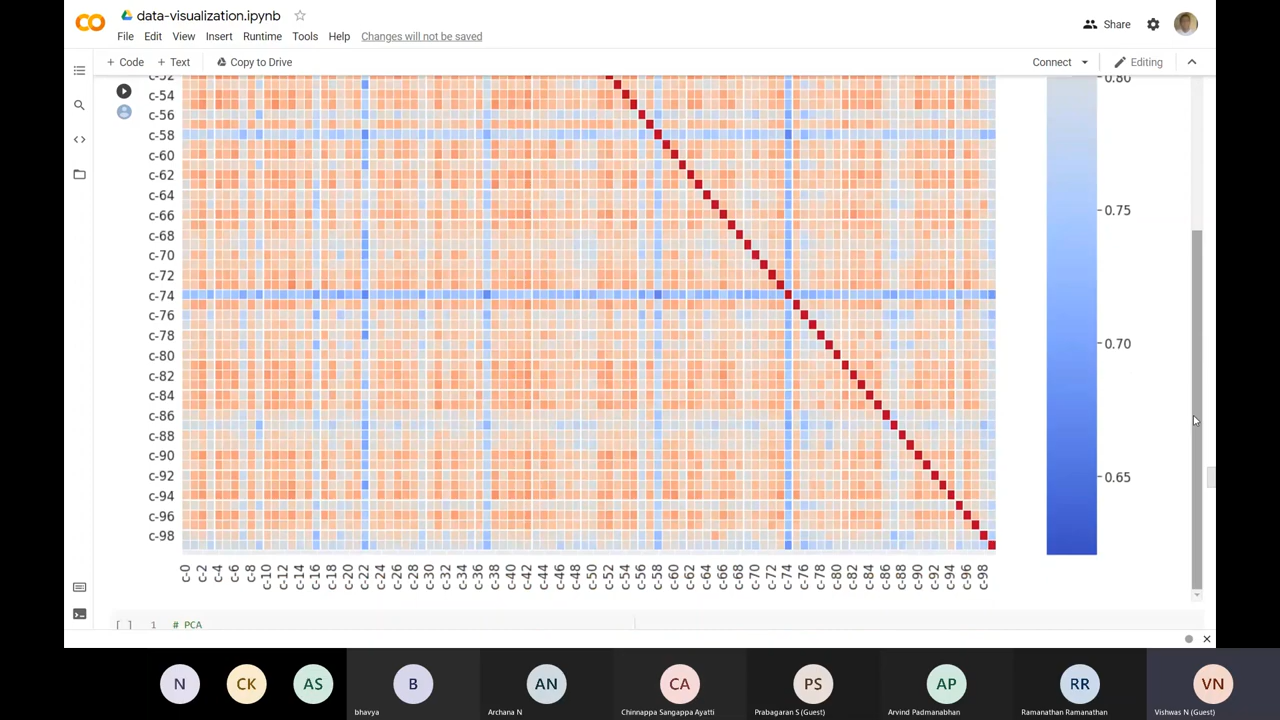 data-visualization.ipynb
File Edit View Insert Runtime Tools Help Changes will not be saved
Share
+ Code + Text Copy to Drive
Connect
Editing
c-52
c-54
c-56
c-58
c-60
c-62
c-64
c-66
c-68
c-70
c-72
c-74
c-76
c-78
c-80
c-82
c-84
c-86
c-88
c-90
c-92
c-94
c-96
c-98
0.80
0.75
0.70
0.65
c-0 c-2 c-4 c-6 c-8 c-10 c-12 c-14 c-16 c-18 c-20 c-22 c-24 c-26 c-28 c-30 c-32 c-34 c-36 c-38 c-40 c-42 c-44 c-46 c-48 c-50 c-52 c-54 c-56 c-58 c-60 c-62 c-64 c-66 c-68 c-70 c-72 c-74 c-76 c-78 c-80 c-82 c-84 c-86 c-88 c-90 c-92 c-94 c-96 c-98
[ ] 1 # PCA
N CK AS B AN CA PS AP RR VN
bhavya
Archana N
Chinnappa Sangappa Ayatti
Prabagaran S (Guest)
Arvind Padmanabhan
Ramanathan Ramanathan
Vishwas N (Guest)